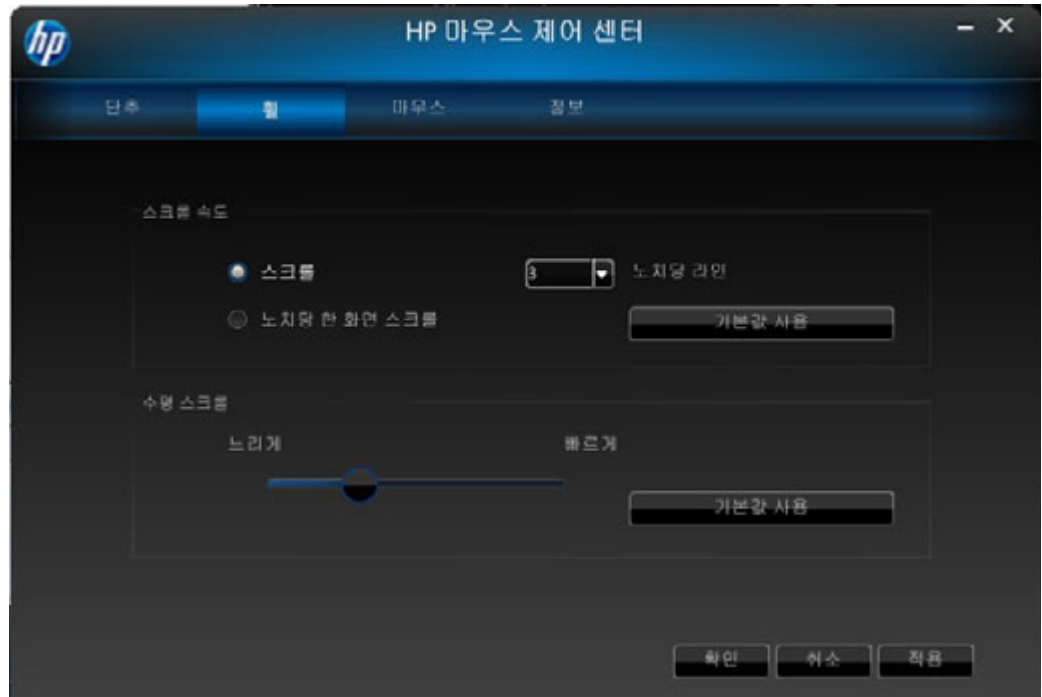 hp
HP 마우스 제어 센터
단추 휠 마우스 정보
스크롤 속도
스크롤 3 노치당 라인
노치당 한 화면 스크롤 기본값 사용
수평 스크롤
느리게 빠르게
기본값 사용
확인 취소 적용